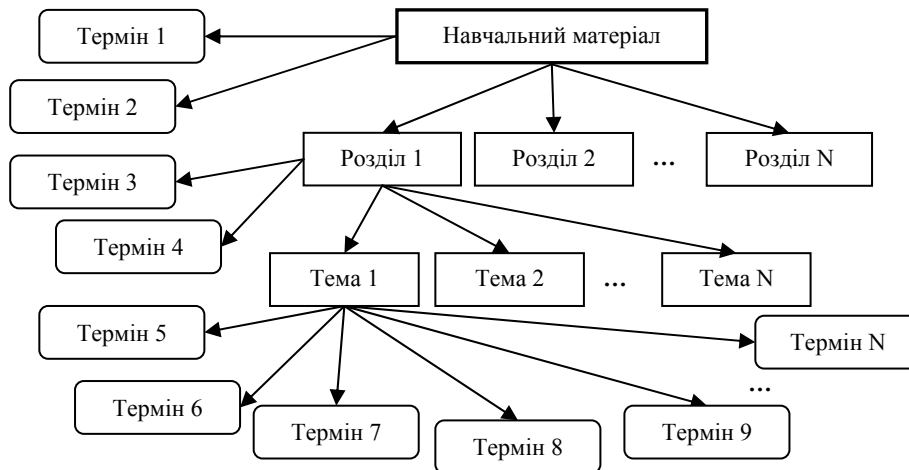 Термін 1
Навчальний матеріал
Термін 2
Розділ 1
Розділ 2
...
Розділ N
Термін 3
Термін 4
Тема 1
Тема 2
...
Тема N
Термін 5
Термін N
...
Термін 6
Термін 7
Термін 8
Термін 9